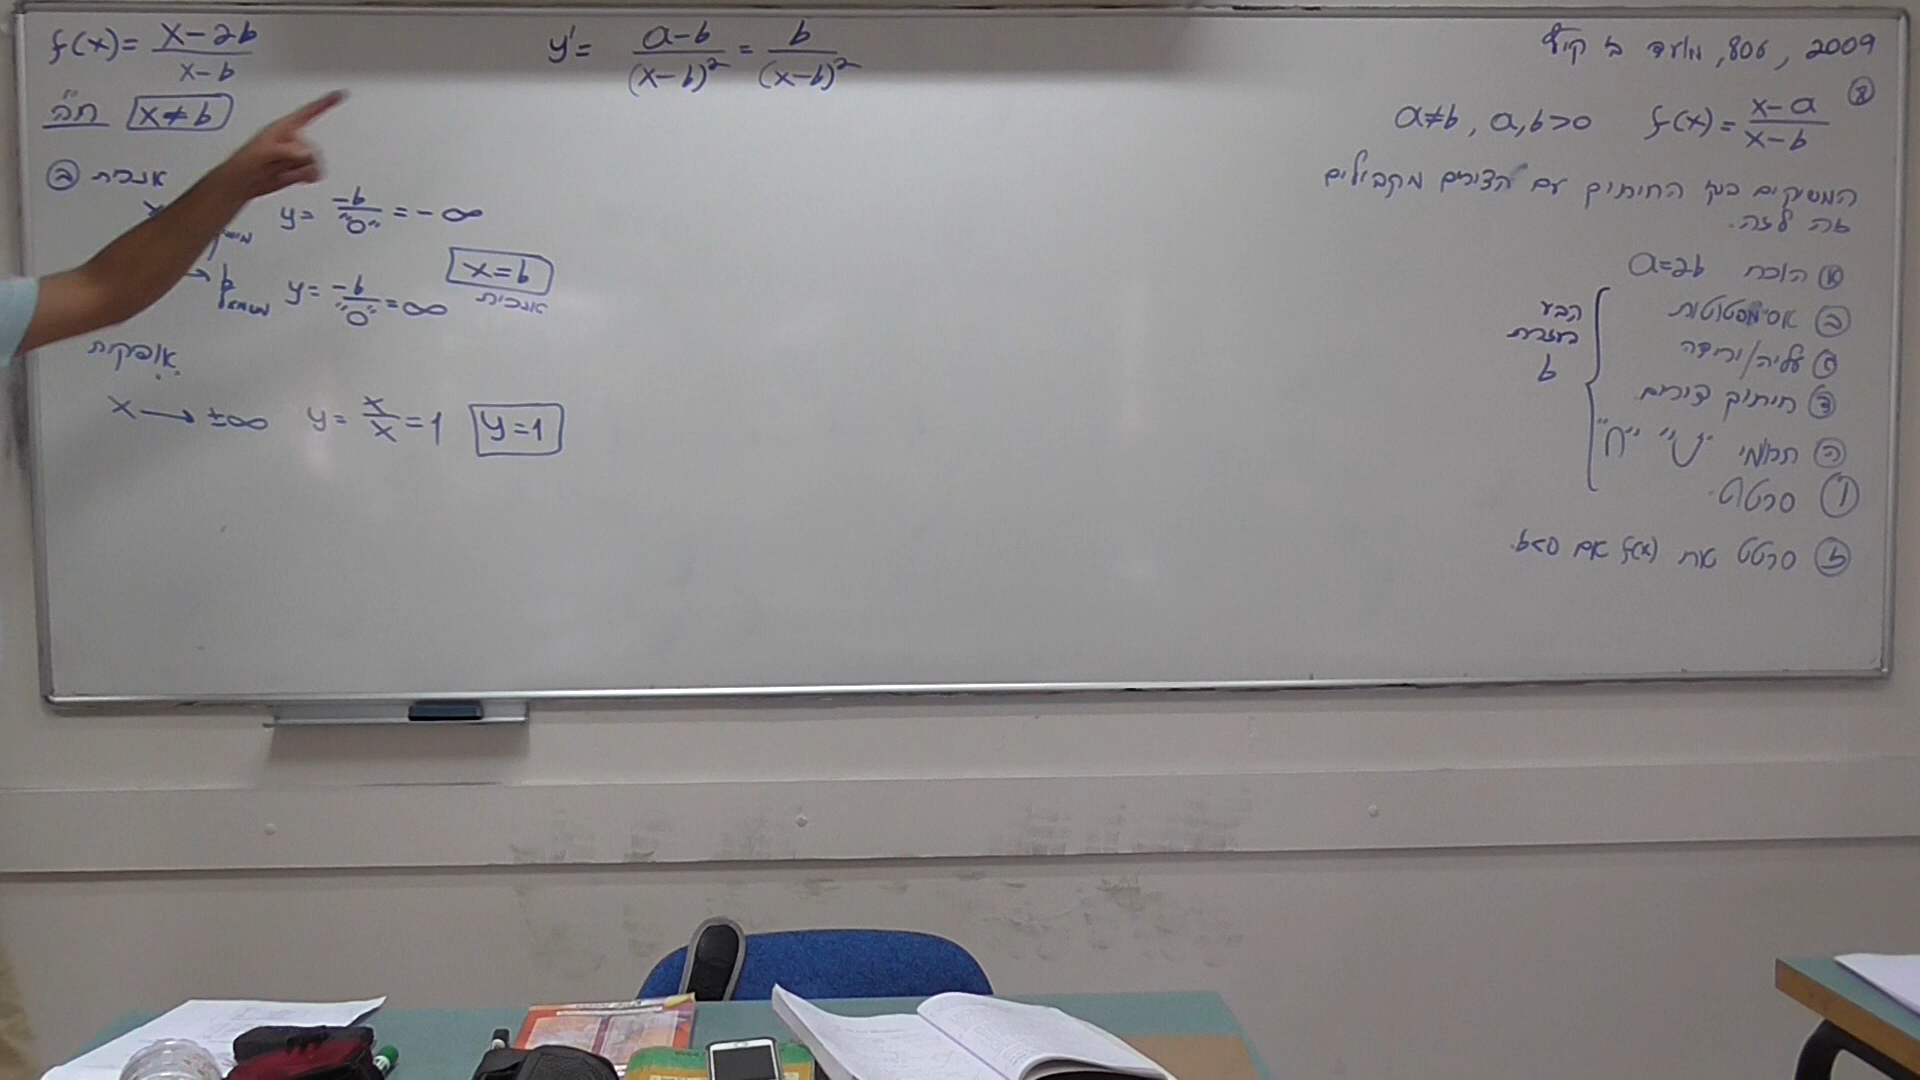 2009, 806, מועד ב קיץ
⑧ f(x) = (x-a)/(x-b)   a,b>0 , a≠b
המשיקים בנק החיתוך עם הצירים מקבילים
זה לזה.
א הוכח a=2b
ב אסימפטוטות
ג עליה/ירידה
ד חיתוך צירים
ה תחומי "∪" "∩"
ו סרטט
הבע
בעזרת
b
ז סרטט את f(x) אם b<0.
f(x) = (x-2b)/(x-b)
ת"ה x≠b
ב אנכית
x
y = -b/"0" = -∞
→ b y = -b/"0" = ∞
x=b
אנכית
אופקית
x → ±∞ y = x/x = 1 y=1
y' = (a-b)/(x-b)² = b/(x-b)²